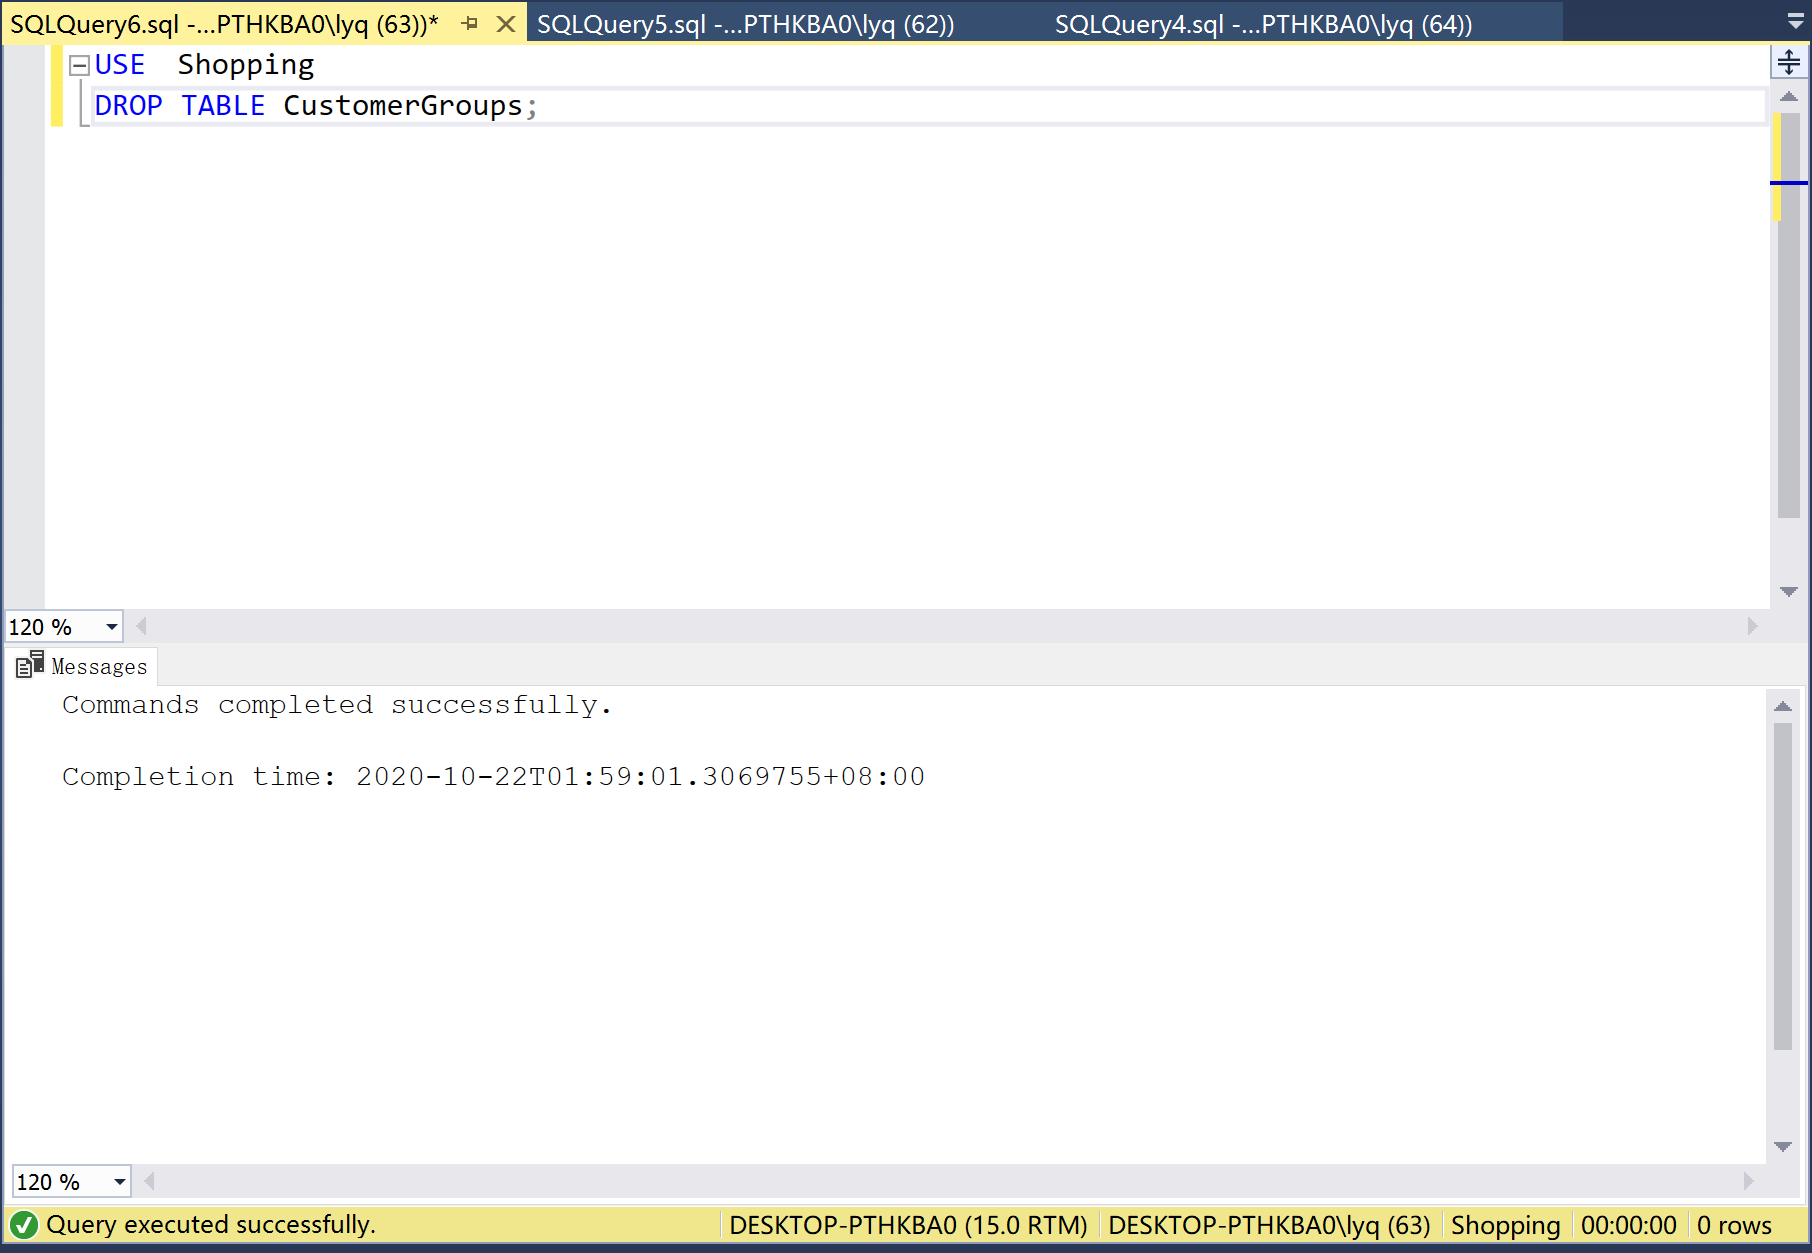 SQLQuery6.sql -...PTHKBA0\lyq (63))* SQLQuery5.sql -...PTHKBA0\lyq (62)) SQLQuery4.sql -...PTHKBA0\lyq (64))
USE  Shopping
DROP TABLE CustomerGroups;
120 %
Messages
Commands completed successfully.
Completion time: 2020-10-22T01:59:01.3069755+08:00
120 %
Query executed successfully. DESKTOP-PTHKBA0 (15.0 RTM) DESKTOP-PTHKBA0\lyq (63) Shopping 00:00:00 0 rows